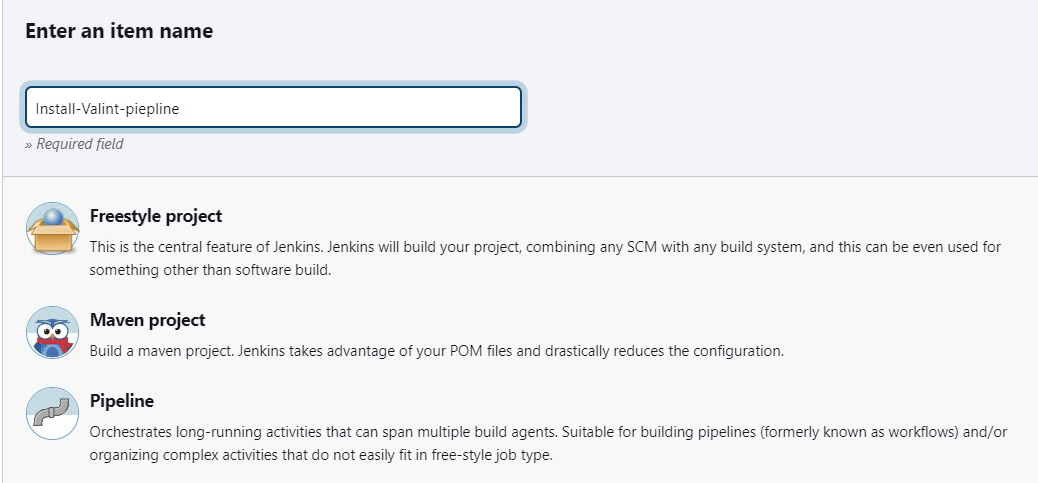 Enter an item name
Install-Valint-piepline
» Required field
Freestyle project
This is the central feature of Jenkins. Jenkins will build your project, combining any SCM with any build system, and this can be even used for
something other than software build.
Maven project
Build a maven project. Jenkins takes advantage of your POM files and drastically reduces the configuration.
Pipeline
Orchestrates long-running activities that can span multiple build agents. Suitable for building pipelines (formerly known as workflows) and/or
organizing complex activities that do not easily fit in free-style job type.